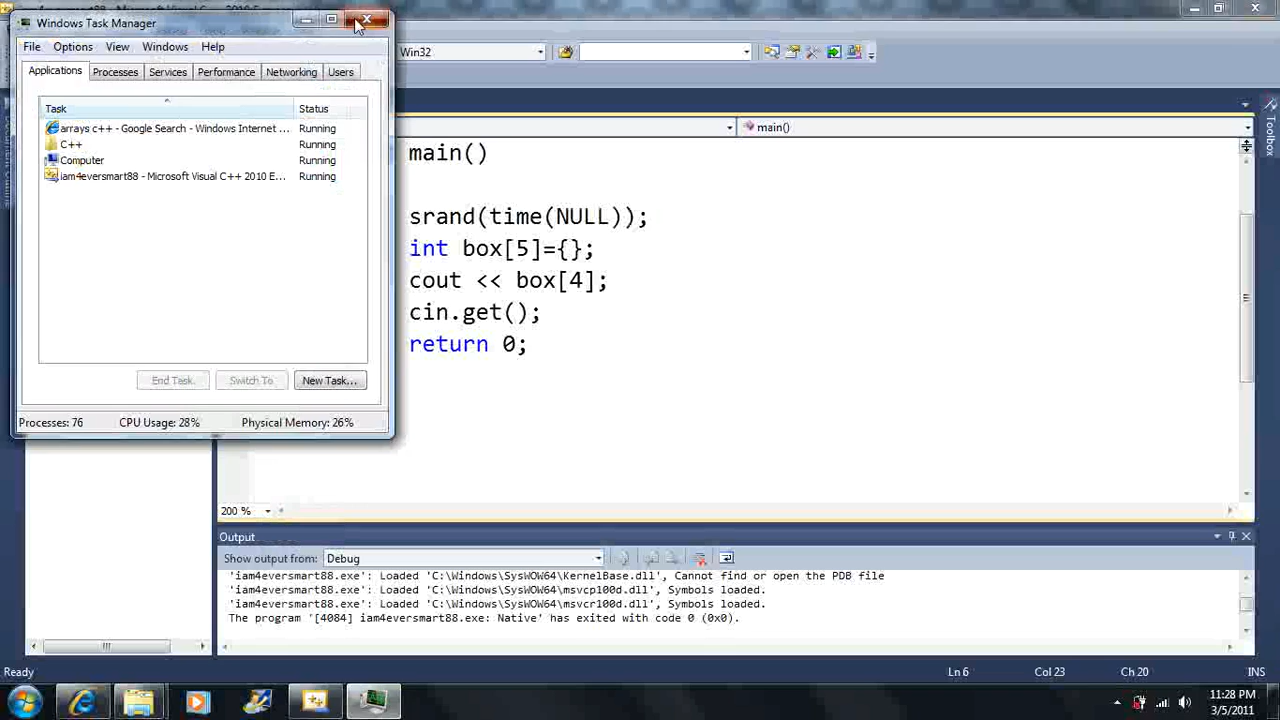 Windows Task Manager
File Options View Windows Help
Applications Processes Services Performance Networking Users
Task Status
arrays c++ - Google Search - Windows Internet ... Running
C++ Running
Computer Running
iam4eversmart88 - Microsoft Visual C++ 2010 E... Running
End Task Switch To New Task...
Processes: 76 CPU Usage: 28% Physical Memory: 26%
Win32
main()
Toolbox
main()
srand(time(NULL));
int box[5]={};
cout << box[4];
cin.get();
return 0;
200 %
Output
Show output from: Debug
'iam4eversmart88.exe': Loaded 'C:\Windows\SysWOW64\KernelBase.dll', Cannot find or open the PDB file
'iam4eversmart88.exe': Loaded 'C:\Windows\SysWOW64\msvcp100d.dll', Symbols loaded.
'iam4eversmart88.exe': Loaded 'C:\Windows\SysWOW64\msvcr100d.dll', Symbols loaded.
The program '[4084] iam4eversmart88.exe: Native' has exited with code 0 (0x0).
Ready Ln 6 Col 23 Ch 20 INS
11:28 PM
3/5/2011